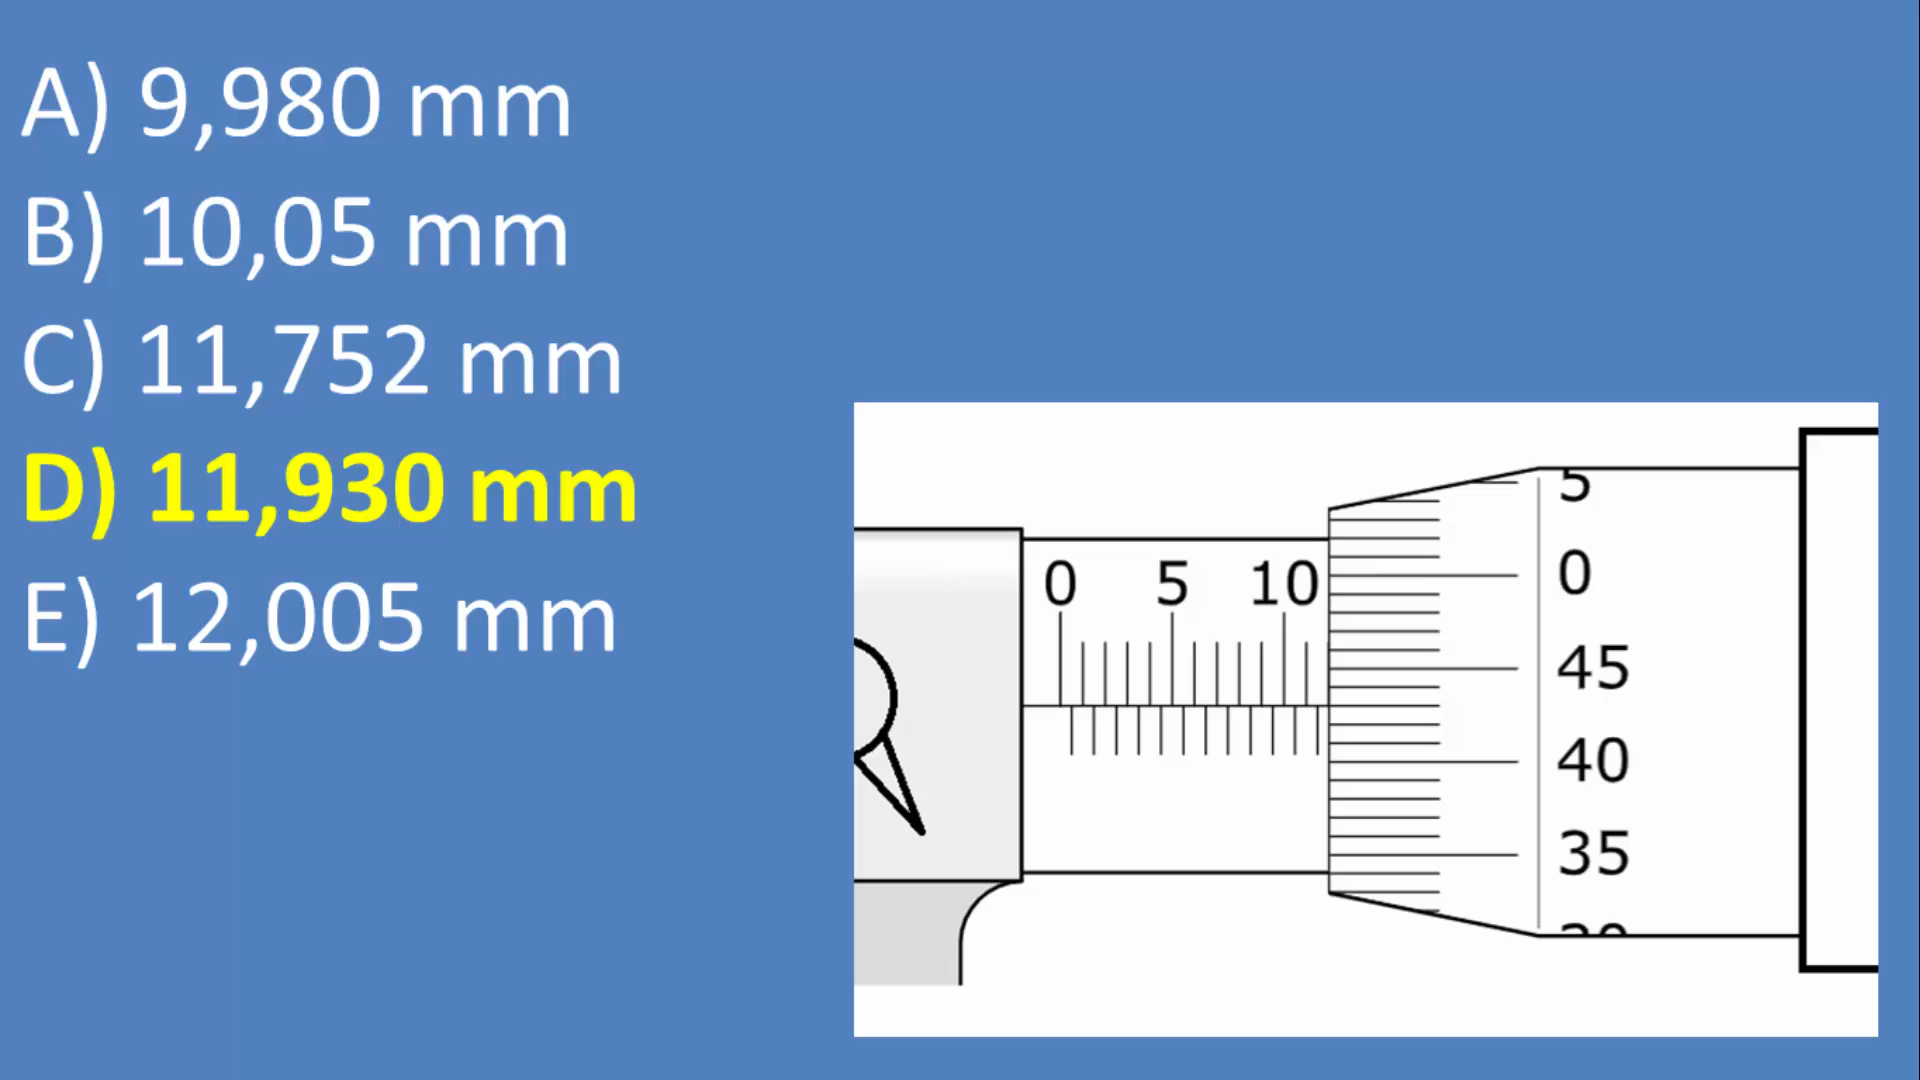 A) 9,980 mm
B) 10,05 mm
C) 11,752 mm
D) 11,930 mm
E) 12,005 mm
0 5 10
5
0
45
40
35